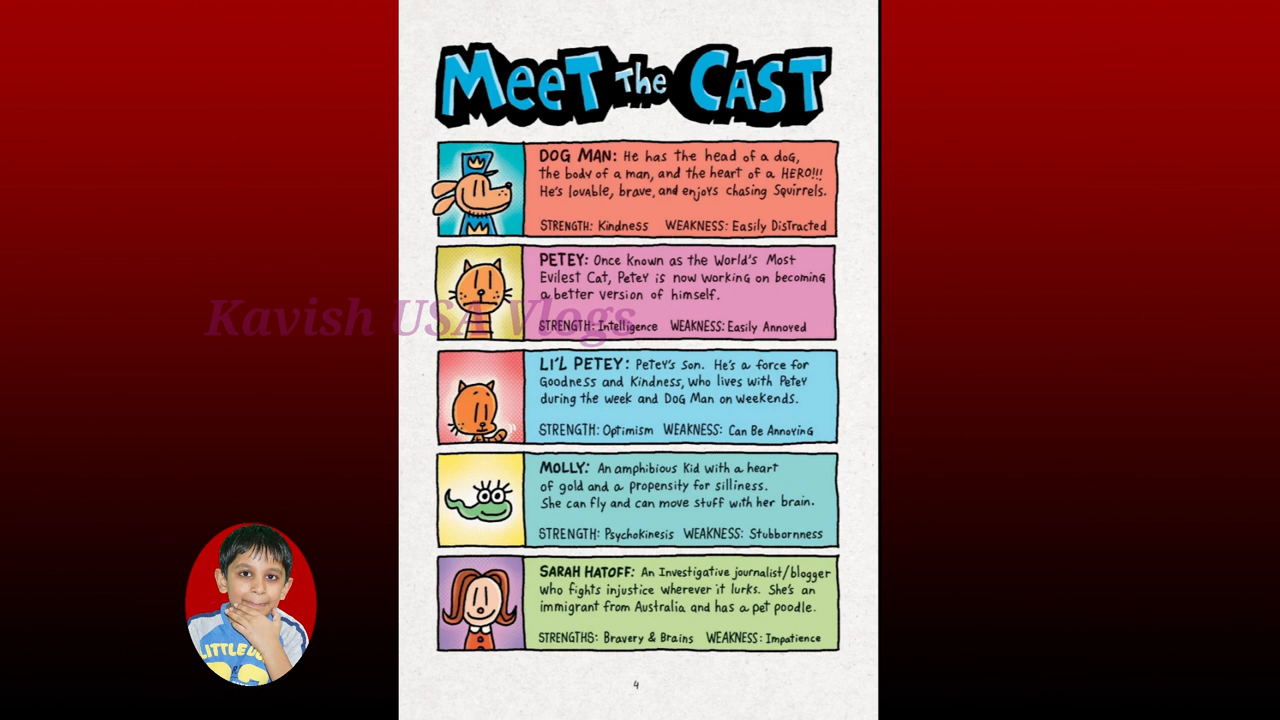 MeeT The CAST
DOG MAN: He has the head of a dog,
the body of a man, and the heart of a HERO!!!
He's lovable, brave, and enjoys chasing Squirrels.
STRENGTH: Kindness WEAKNESS: Easily Distracted
PETEY: Once Known as the World's Most
Evilest Cat, Petey is now working on becoming
a better version of himself.
STRENGTH: Intelligence WEAKNESS: Easily Annoyed
Kavish USA Vlogs
LI'L PETEY: Petey's Son. He's a force for
Goodness and Kindness, who lives with Petey
during the week and Dog Man on weekends.
STRENGTH: Optimism WEAKNESS: Can Be Annoying
MOLLY: An amphibious Kid with a heart
of gold and a propensity for silliness.
She can fly and can move stuff with her brain.
STRENGTH: Psychokinesis WEAKNESS: Stubbornness
SARAH HATOFF: An Investigative journalist/blogger
who fights injustice wherever it lurks. She's an
immigrant from Australia and has a pet poodle.
STRENGTHS: Bravery & Brains WEAKNESS: Impatience
4